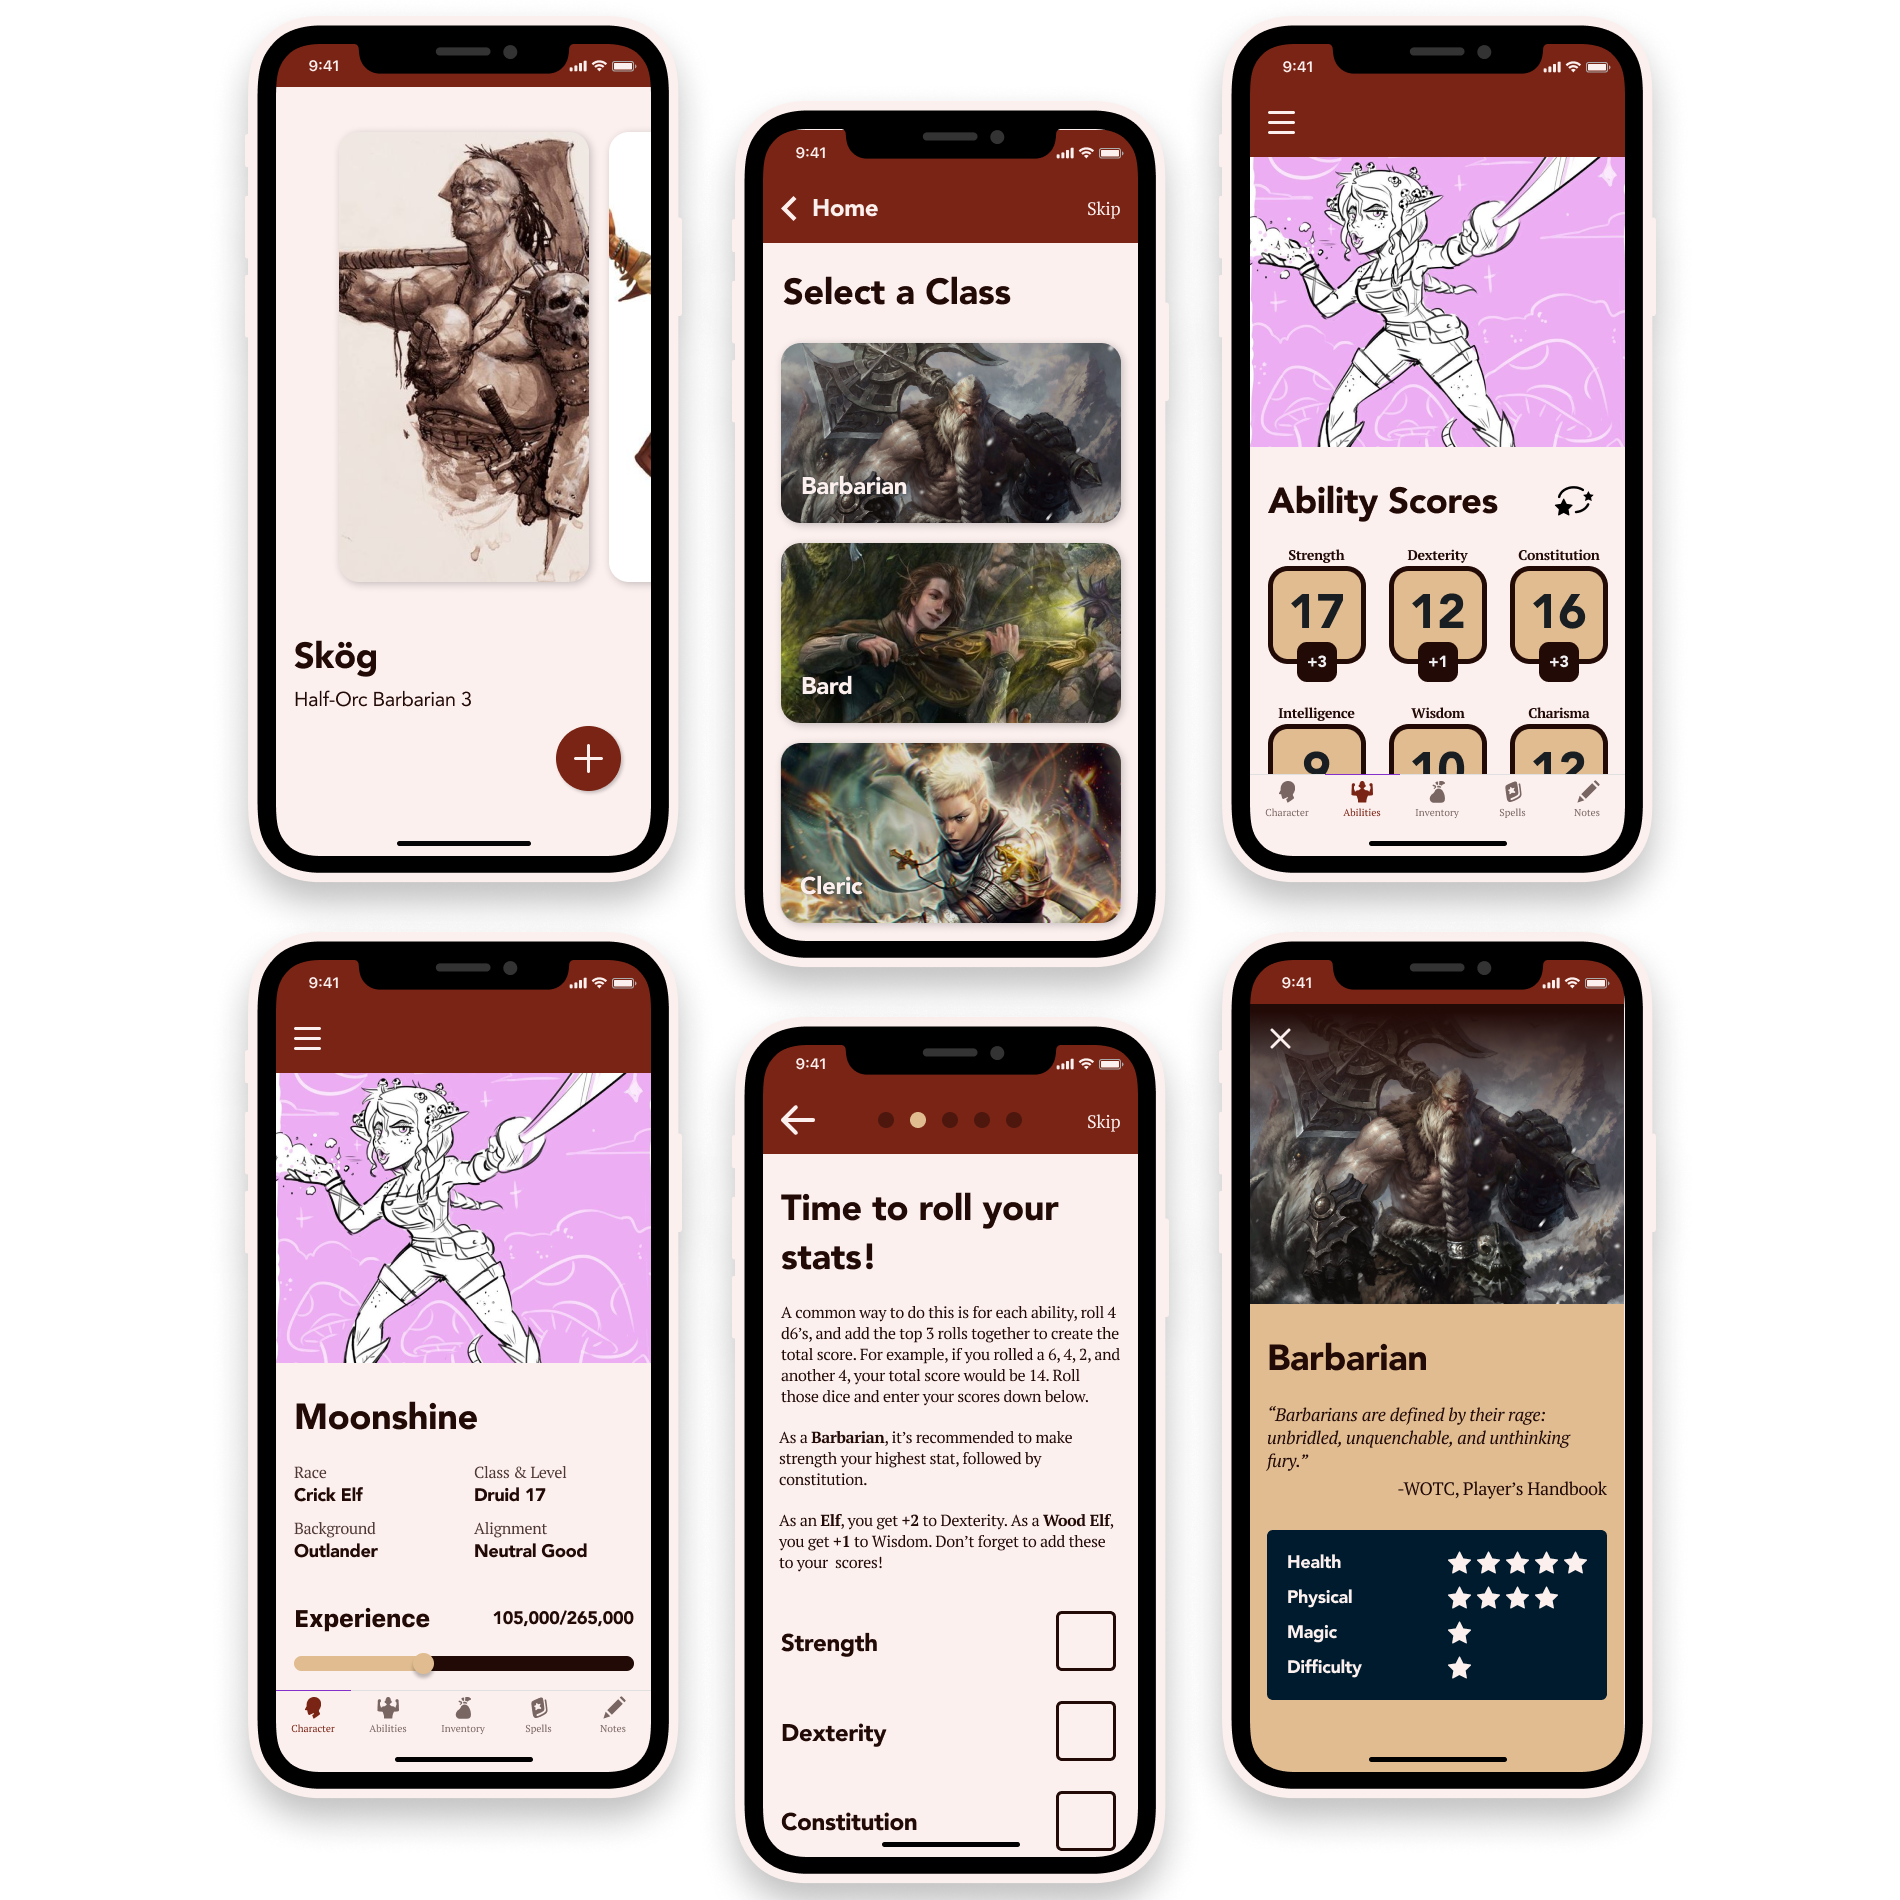 9:41
Skög
Half-Orc Barbarian 3
9:41
Home
Skip
Select a Class
Barbarian
Bard
Cleric
9:41
Ability Scores
Strength
Dexterity
Constitution
17
12
16
+3
+1
+3
Intelligence
Wisdom
Charisma
9
10
12
Character
Abilities
Inventory
Spells
Notes
9:41
Moonshine
Race
Class & Level
Crick Elf
Druid 17
Background
Alignment
Outlander
Neutral Good
Experience
105,000/265,000
Character
Abilities
Inventory
Spells
Notes
9:41
Skip
Time to roll your
stats!
A common way to do this is for each ability, roll 4
d6’s, and add the top 3 rolls together to create the
total score. For example, if you rolled a 6, 4, 2, and
another 4, your total score would be 14. Roll
those dice and enter your scores down below.
As a Barbarian, it’s recommended to make
strength your highest stat, followed by
constitution.
As an Elf, you get +2 to Dexterity. As a Wood Elf,
you get +1 to Wisdom. Don’t forget to add these
to your  scores!
Strength
Dexterity
Constitution
9:41
Barbarian
“Barbarians are defined by their rage:
unbridled, unquenchable, and unthinking
fury.”
-WOTC, Player’s Handbook
Health
Physical
Magic
Difficulty